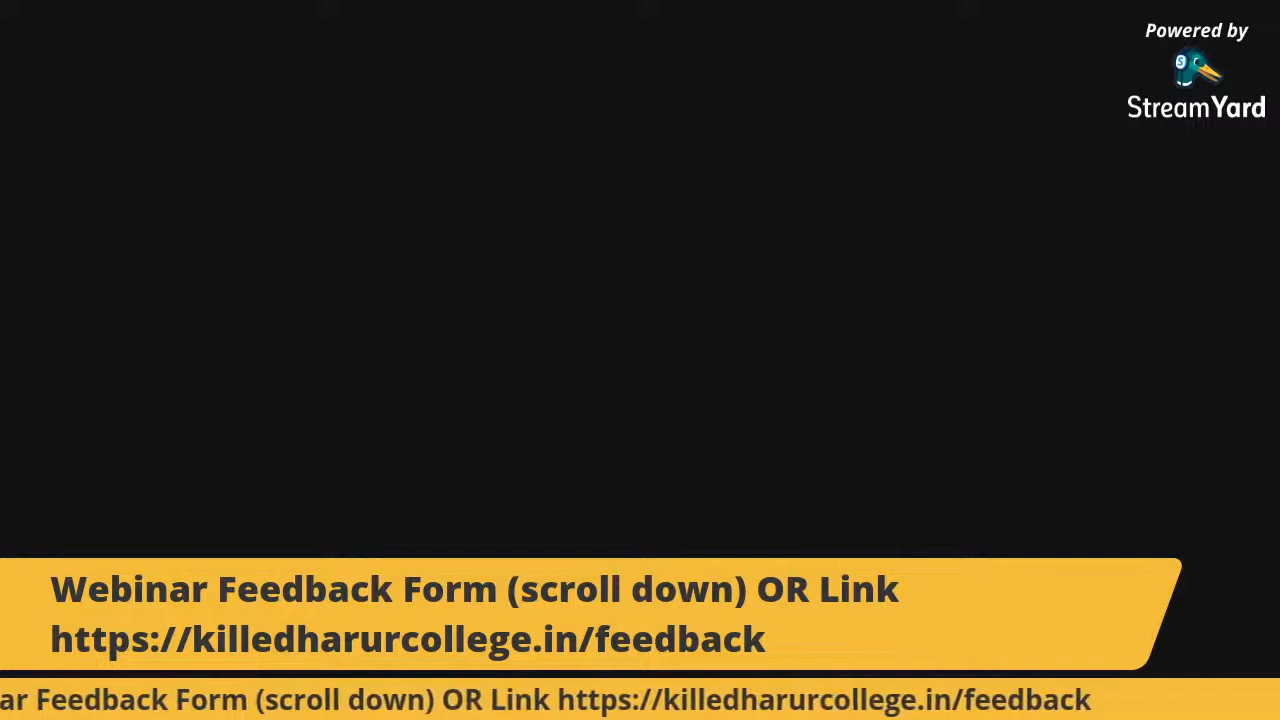 Powered by
S
StreamYard
Webinar Feedback Form (scroll down) OR Link
https://killedharurcollege.in/feedback
ar Feedback Form (scroll down) OR Link https://killedharurcollege.in/feedback